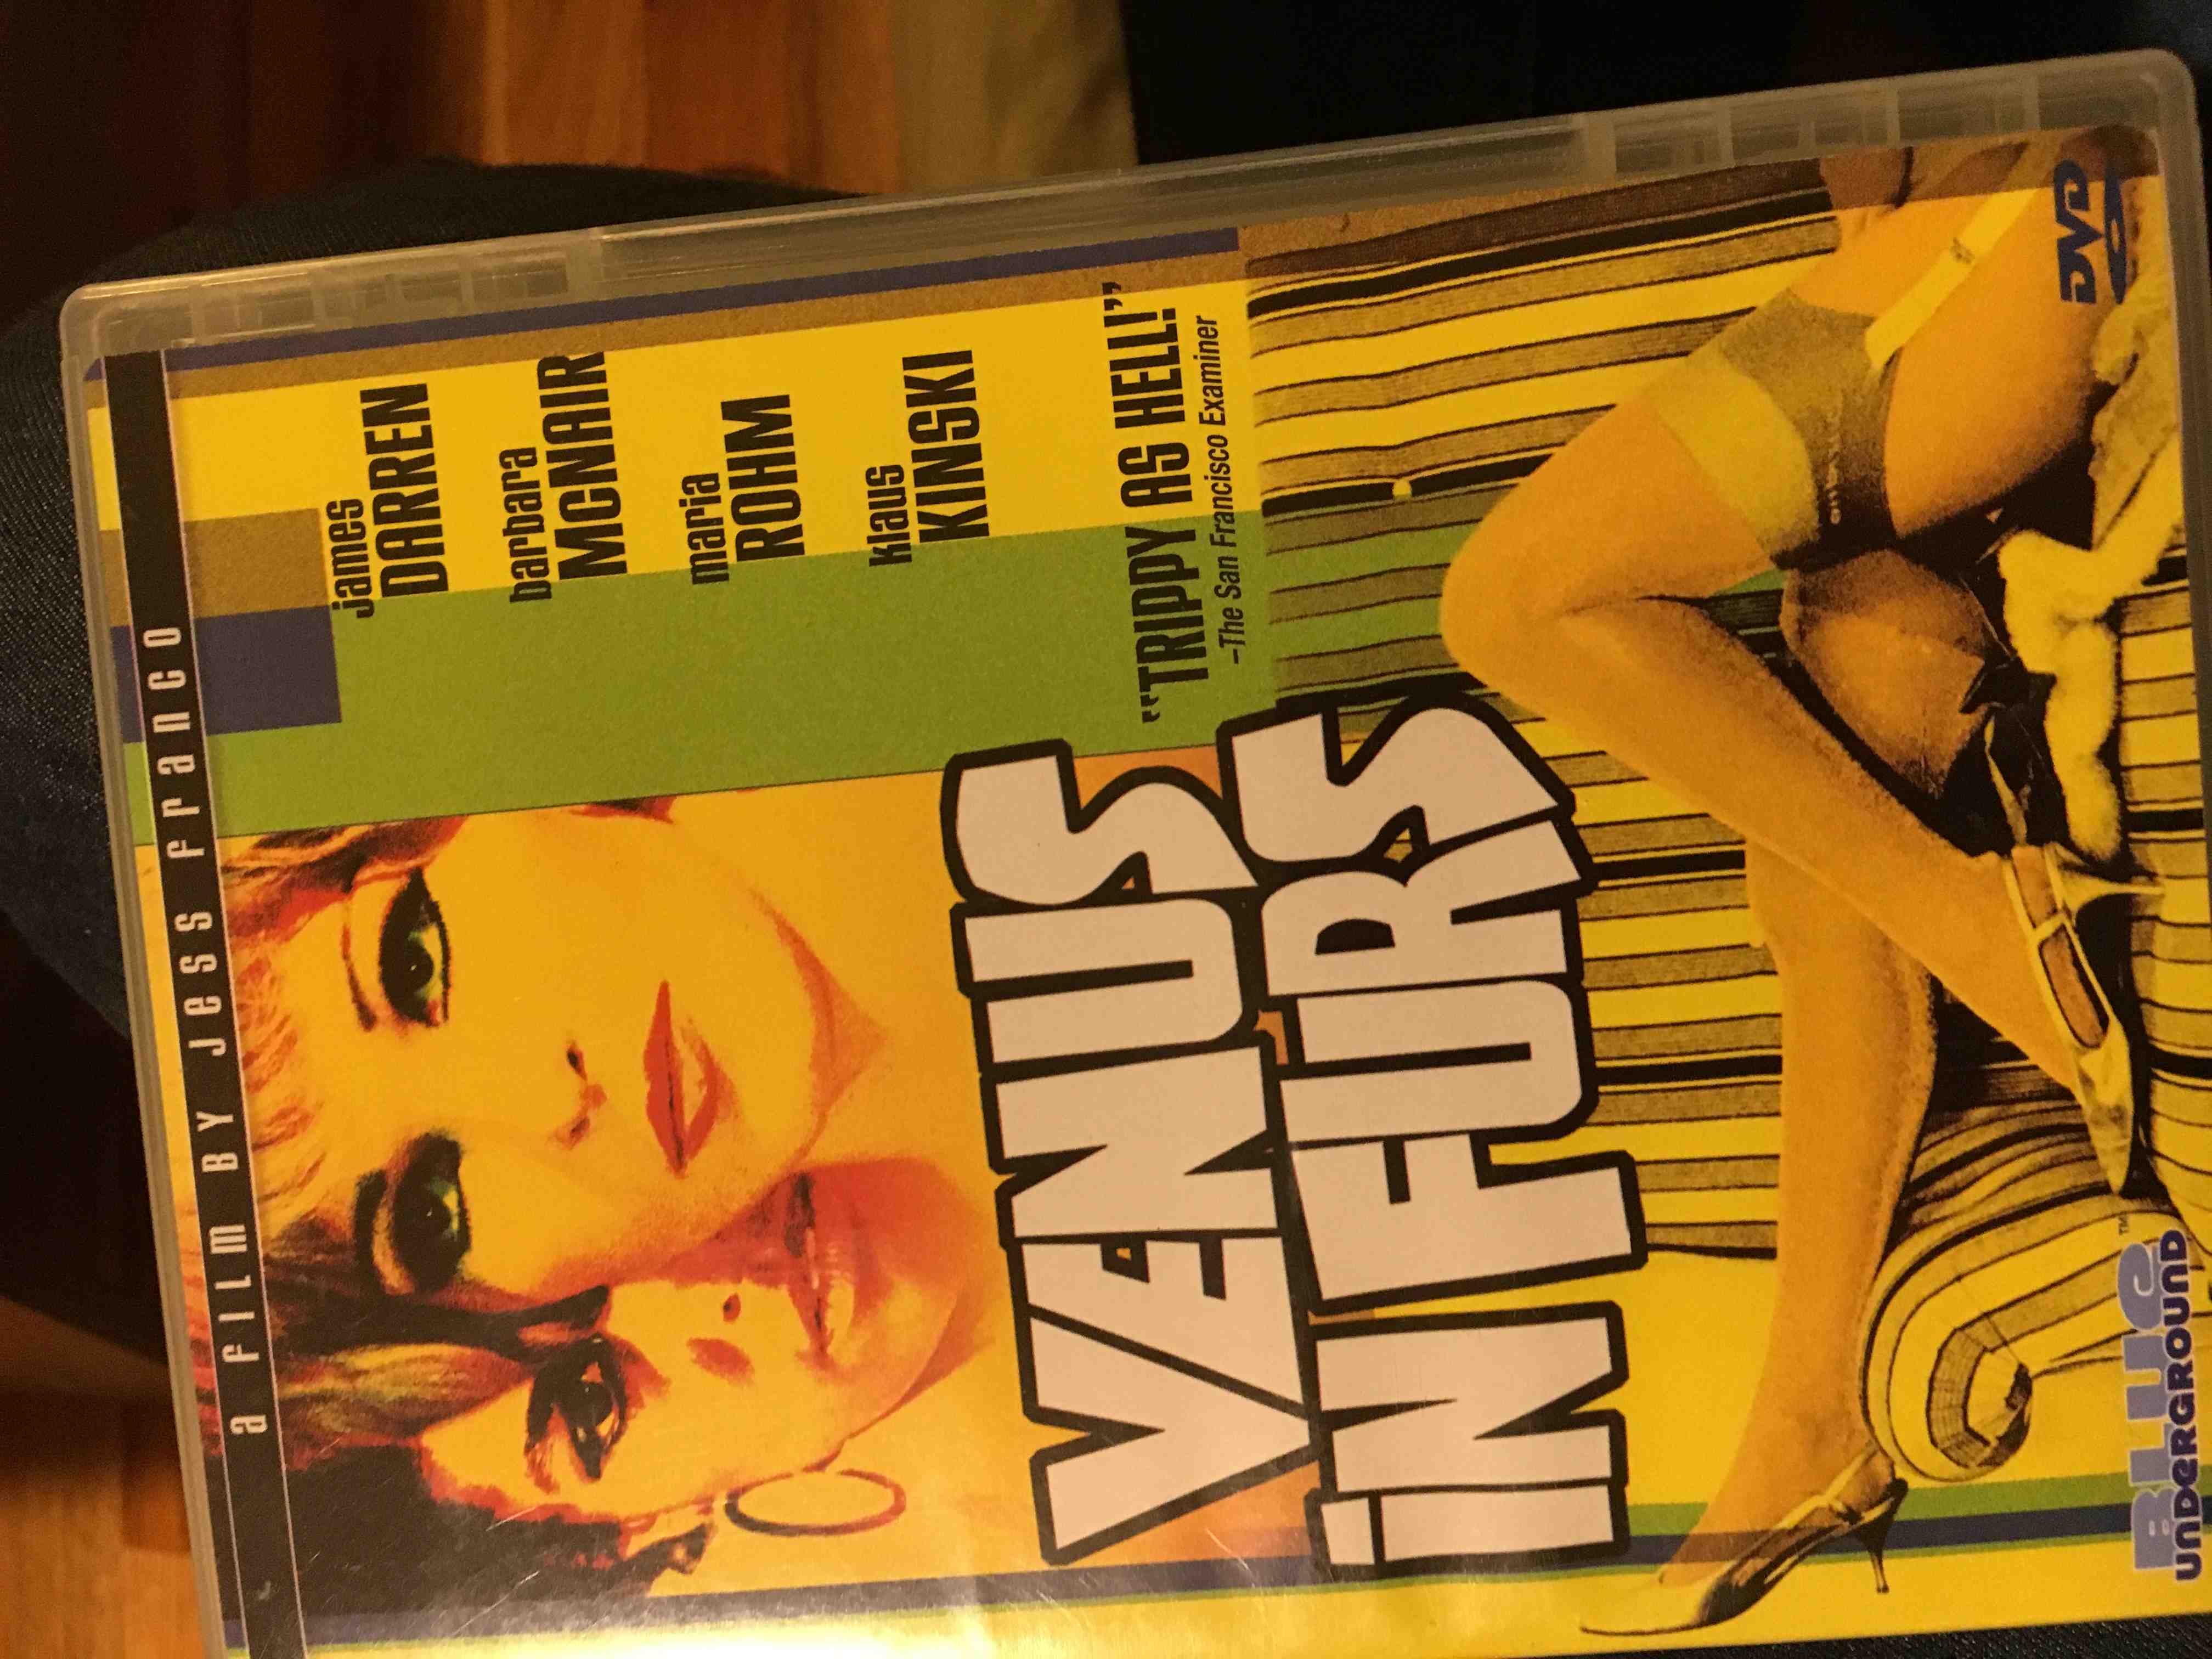 a FILM BY Jess Franco
james
DARREN
barbara
McNAIR
maria
ROHM
klaus
KINSKI
“TRIPPY AS HELL!”
–The San Francisco Examiner
VENUS
iN FURS
BLUE™
UNDERGROUND
DVD